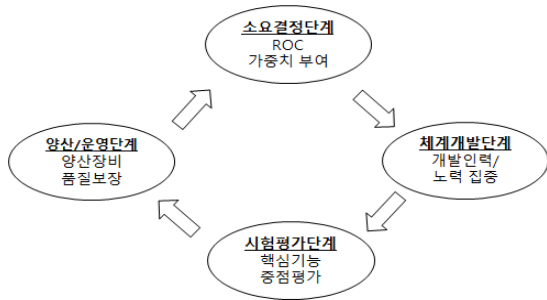 소요결정단계
ROC
가중치 부여
양산/운영단계
양산장비
품질보장
체계개발단계
개발인력/
노력 집중
시험평가단계
핵심기능
중점평가